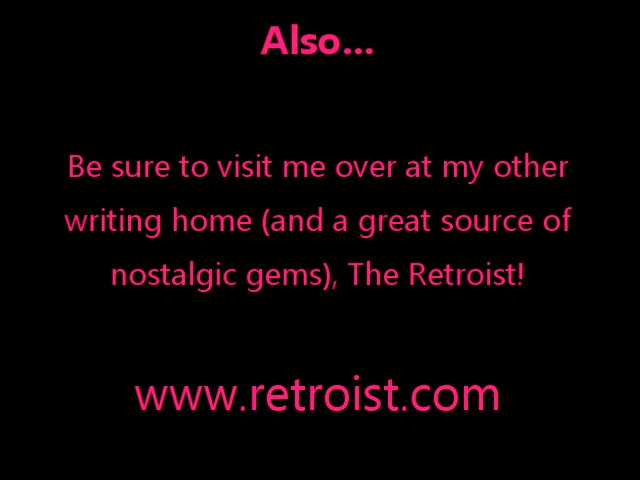 Also...
Be sure to visit me over at my other
writing home (and a great source of
nostalgic gems), The Retroist!
www.retroist.com